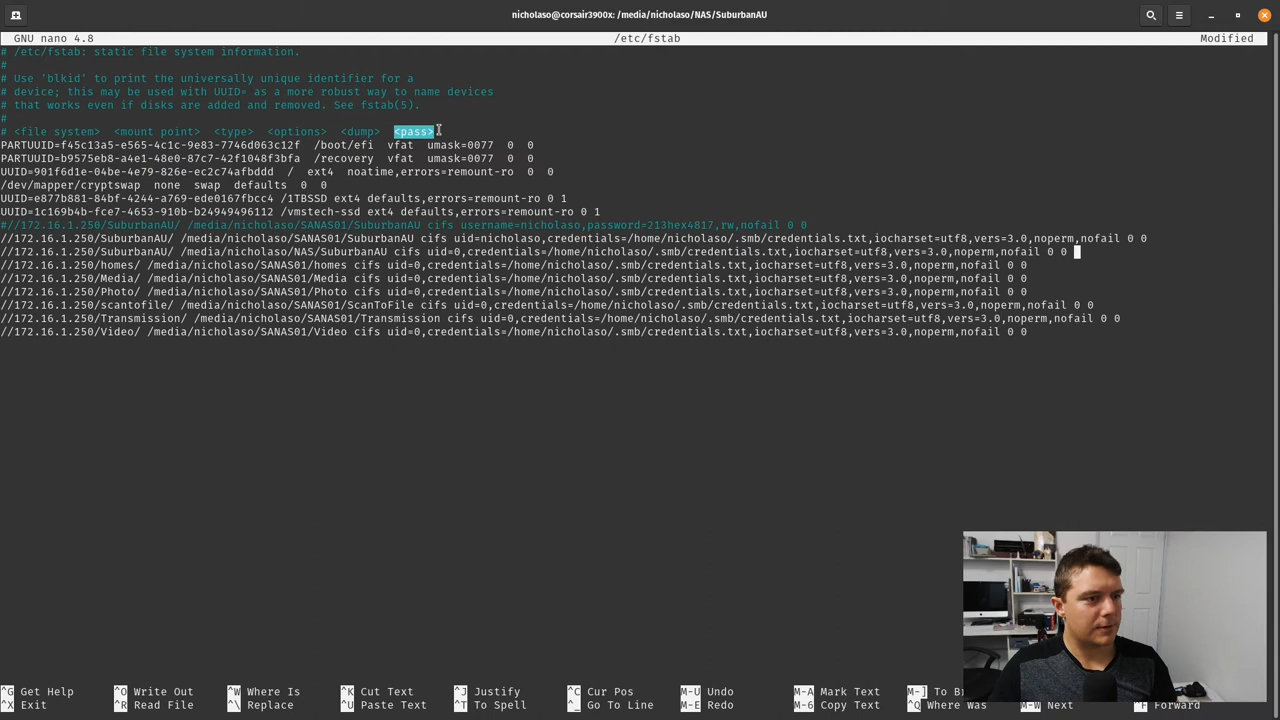 nicholaso@corsair3900x: /media/nicholaso/NAS/SuburbanAU
GNU nano 4.8 /etc/fstab Modified
# /etc/fstab: static file system information.
#
# Use 'blkid' to print the universally unique identifier for a
# device; this may be used with UUID= as a more robust way to name devices
# that works even if disks are added and removed. See fstab(5).
#
# <file system> <mount point> <type> <options> <dump> <pass>
PARTUUID=f45c13a5-e565-4c1c-9e83-7746d063c12f /boot/efi vfat umask=0077 0 0
PARTUUID=b9575eb8-a4e1-48e0-87c7-42f1048f3bfa /recovery vfat umask=0077 0 0
UUID=901f6d1e-04be-4e79-826e-ec2c74afbddd / ext4 noatime,errors=remount-ro 0 0
/dev/mapper/cryptswap none swap defaults 0 0
UUID=e877b881-84bf-4244-a769-ede0167fbcc4 /1TBSSD ext4 defaults,errors=remount-ro 0 1
UUID=1c169b4b-fce7-4653-910b-b24949496112 /vmstech-ssd ext4 defaults,errors=remount-ro 0 1
#//172.16.1.250/SuburbanAU/ /media/nicholaso/SANAS01/SuburbanAU cifs username=nicholaso,password=213hex4817,rw,nofail 0 0
//172.16.1.250/SuburbanAU/ /media/nicholaso/SANAS01/SuburbanAU cifs uid=nicholaso,credentials=/home/nicholaso/.smb/credentials.txt,iocharset=utf8,vers=3.0,noperm,nofail 0 0
//172.16.1.250/SuburbanAU/ /media/nicholaso/NAS/SuburbanAU cifs uid=0,credentials=/home/nicholaso/.smb/credentials.txt,iocharset=utf8,vers=3.0,noperm,nofail 0 0
//172.16.1.250/homes/ /media/nicholaso/SANAS01/homes cifs uid=0,credentials=/home/nicholaso/.smb/credentials.txt,iocharset=utf8,vers=3.0,noperm,nofail 0 0
//172.16.1.250/Media/ /media/nicholaso/SANAS01/Media cifs uid=0,credentials=/home/nicholaso/.smb/credentials.txt,iocharset=utf8,vers=3.0,noperm,nofail 0 0
//172.16.1.250/Photo/ /media/nicholaso/SANAS01/Photo cifs uid=0,credentials=/home/nicholaso/.smb/credentials.txt,iocharset=utf8,vers=3.0,noperm,nofail 0 0
//172.16.1.250/scantofile/ /media/nicholaso/SANAS01/ScanToFile cifs uid=0,credentials=/home/nicholaso/.smb/credentials.txt,iocharset=utf8,vers=3.0,noperm,nofail 0 0
//172.16.1.250/Transmission/ /media/nicholaso/SANAS01/Transmission cifs uid=0,credentials=/home/nicholaso/.smb/credentials.txt,iocharset=utf8,vers=3.0,noperm,nofail 0 0
//172.16.1.250/Video/ /media/nicholaso/SANAS01/Video cifs uid=0,credentials=/home/nicholaso/.smb/credentials.txt,iocharset=utf8,vers=3.0,noperm,nofail 0 0
^G Get Help ^O Write Out ^W Where Is ^K Cut Text ^J Justify ^C Cur Pos M-U Undo M-A Mark Text M-] To Br
^X Exit ^R Read File ^\ Replace ^U Paste Text ^T To Spell ^_ Go To Line M-E Redo M-6 Copy Text ^Q Where Was M-W Next ^F Forward